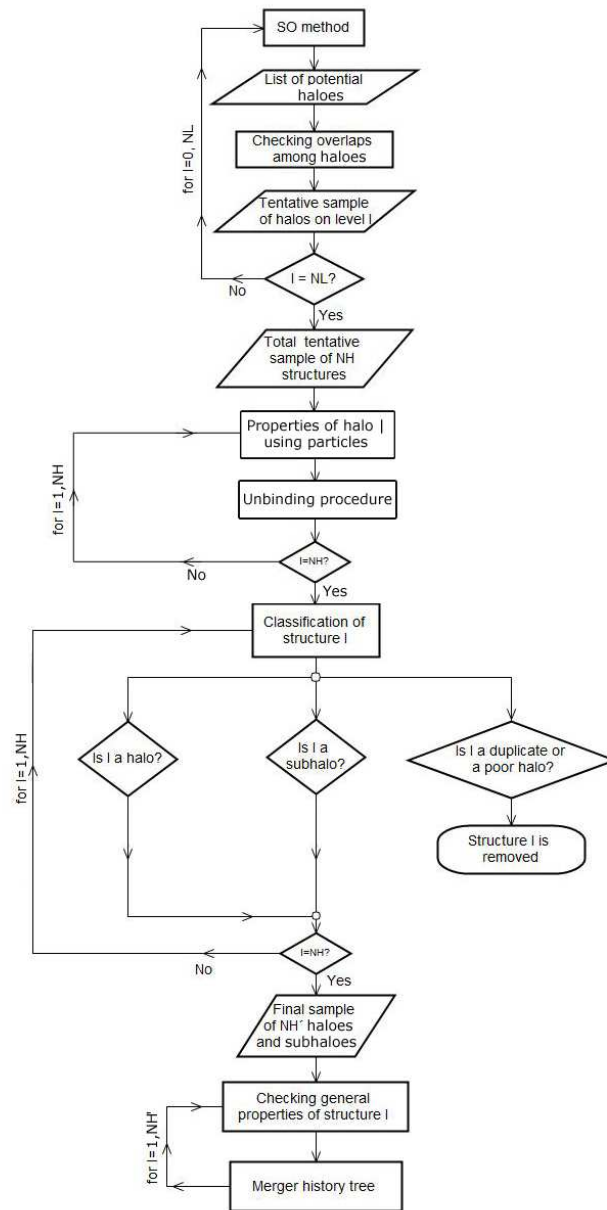 SO method
List of potential
haloes
for l=0, NL
Checking overlaps
among haloes
Tentative sample
of halos on level l
l = NL?
No
Yes
Total tentative
sample of NH
structures
Properties of halo l
using particles
for l=1,NH
Unbinding procedure
l=NH?
No
Yes
Classification of
structure l
for l=1,NH
Is l a halo?
Is l a
subhalo?
Is l a duplicate or
a poor halo?
Structure l is
removed
l=NH?
No
Yes
Final sample
of NH´ haloes
and subhaloes
Checking general
properties of structure l
for l=1,NH'
Merger history tree